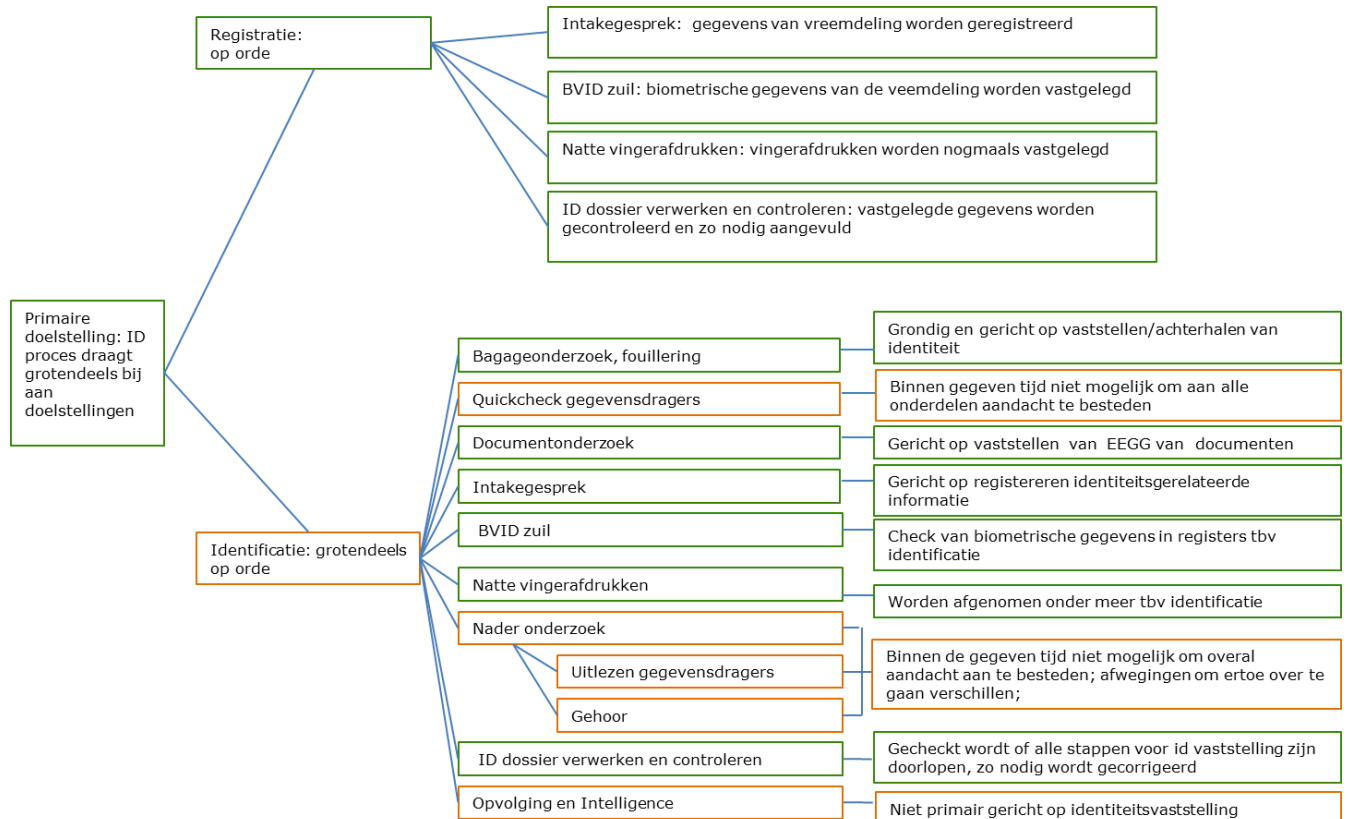 Registratie:
op orde
Intakegesprek:  gegevens van vreemdeling worden geregistreerd
BVID zuil: biometrische gegevens van de veemdeling worden vastgelegd
Natte vingerafdrukken: vingerafdrukken worden nogmaals vastgelegd
ID dossier verwerken en controleren: vastgelegde gegevens worden
gecontroleerd en zo nodig aangevuld
Primaire
doelstelling: ID
proces draagt
grotendeels bij
aan
doelstellingen
Identificatie: grotendeels
op orde
Bagageonderzoek, fouillering
Grondig en gericht op vaststellen/achterhalen van
identiteit
Quickcheck gegevensdragers
Binnen gegeven tijd niet mogelijk om aan alle
onderdelen aandacht te besteden
Documentonderzoek
Gericht op vaststellen  van EEGG van  documenten
Intakegesprek
Gericht op registereren identiteitsgerelateerde
informatie
BVID zuil
Check van biometrische gegevens in registers tbv
identificatie
Natte vingerafdrukken
Worden afgenomen onder meer tbv identificatie
Nader onderzoek
Uitlezen gegevensdragers
Gehoor
Binnen de gegeven tijd niet mogelijk om overal
aandacht aan te besteden; afwegingen om ertoe over te
gaan verschillen;
ID dossier verwerken en controleren
Gecheckt wordt of alle stappen voor id vaststelling zijn
doorlopen, zo nodig wordt gecorrigeerd
Opvolging en Intelligence
Niet primair gericht op identiteitsvaststelling